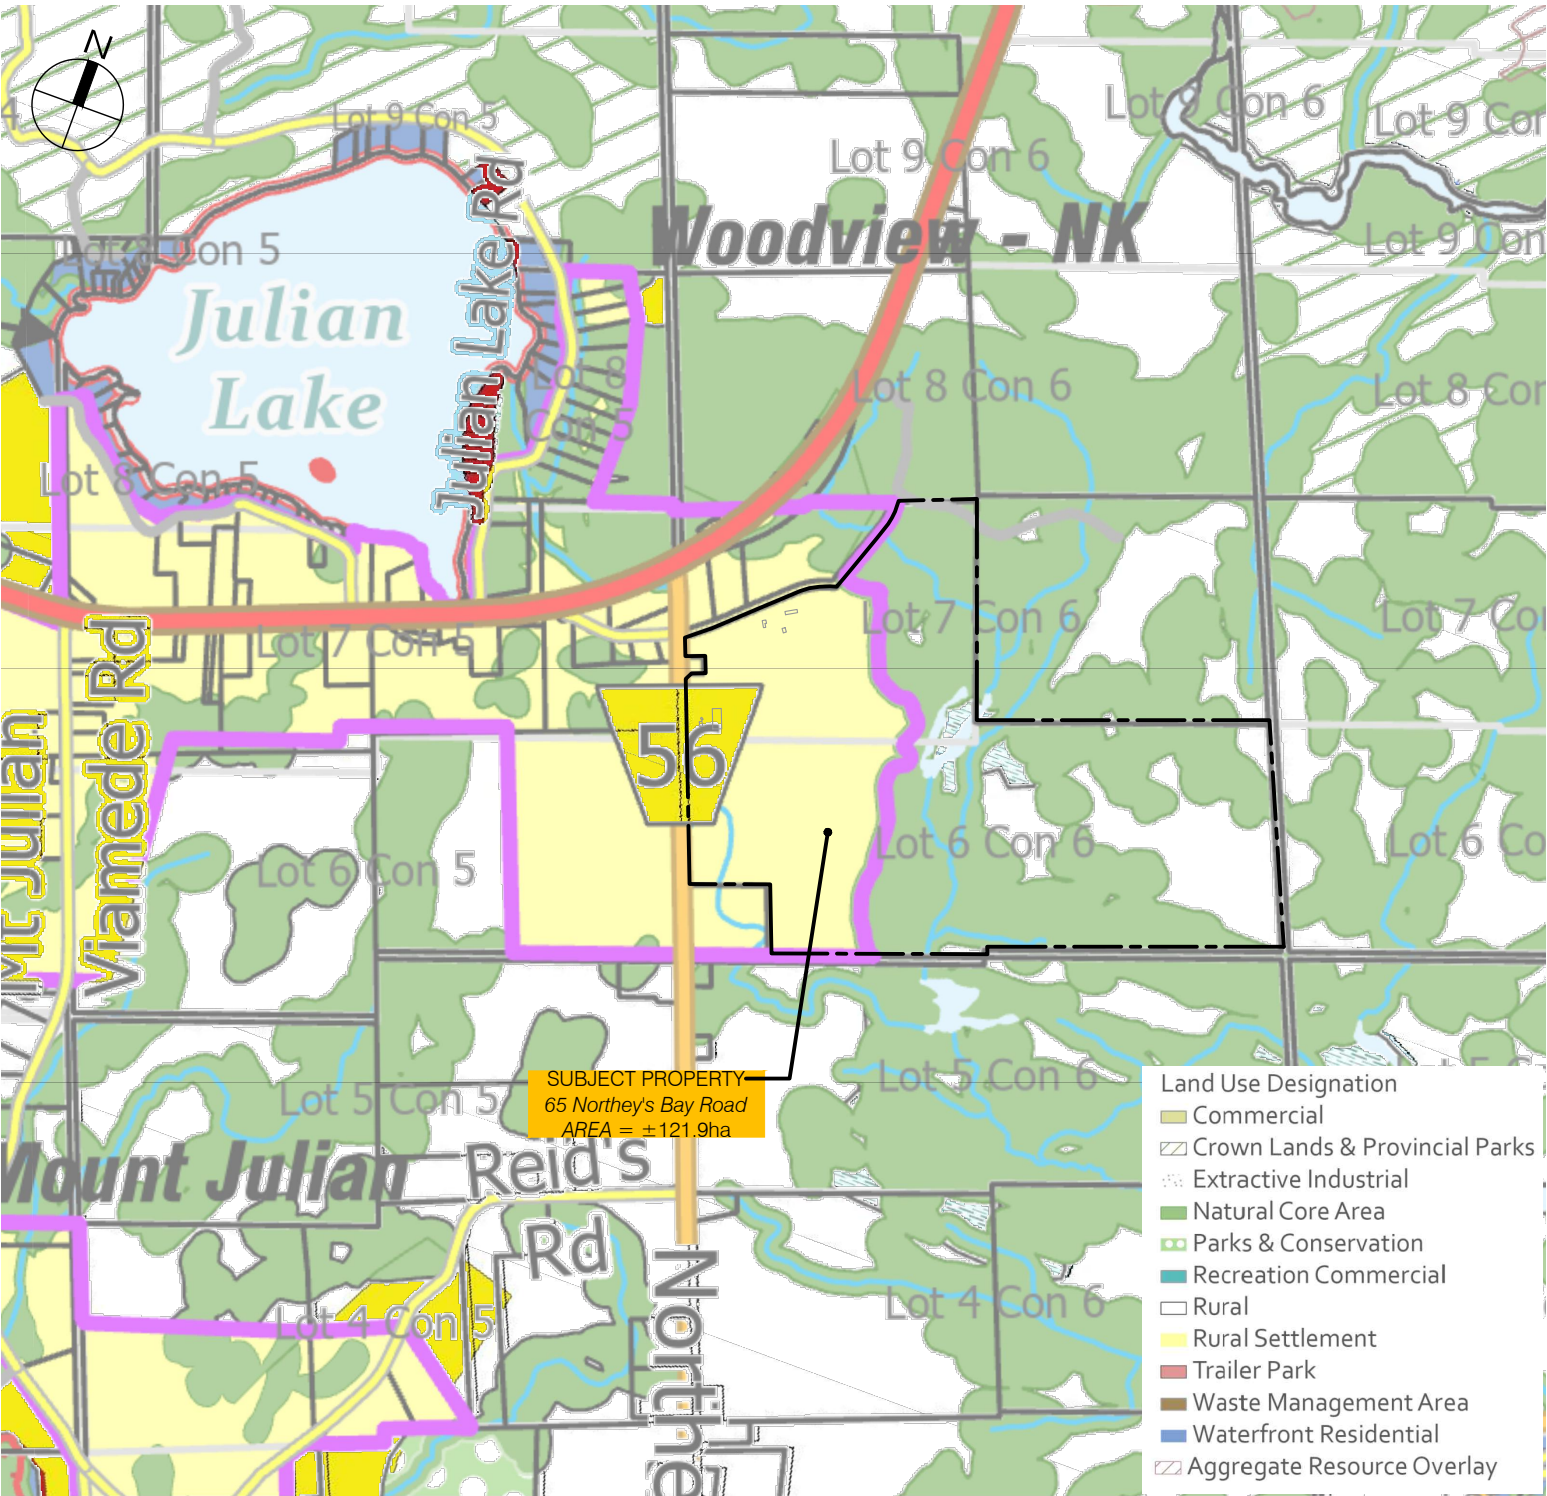 N
4
Lot 9 Con 5
Lot 9 Con 6
Lot 9 Con
Lot 9 Con 6
Woodview - NK
Lot 9 Con
Lot 8 Con 5
Julian Lake Rd
Julian
Lake
Lot 8
Con 5
Lot 8 Con 6
Lot 8 Con
Lot 8 Con 5
Lot 7 Con 6
Lot 7 Con 5
Viamede Rd
Mt Julian
56
Lot 6 Con 6
Lot 6 Co
Lot 6 Con 5
SUBJECT PROPERTY
65 Northey's Bay Road
AREA = ±121.9ha
Lot 5 Con 6
Lot 5 Con 5
Mount Julian
Reid's
Rd
Northe
Lot 4 Con 6
Lot 4 Con 5
Land Use Designation
Commercial
Crown Lands & Provincial Parks
Extractive Industrial
Natural Core Area
Parks & Conservation
Recreation Commercial
Rural
Rural Settlement
Trailer Park
Waste Management Area
Waterfront Residential
Aggregate Resource Overlay